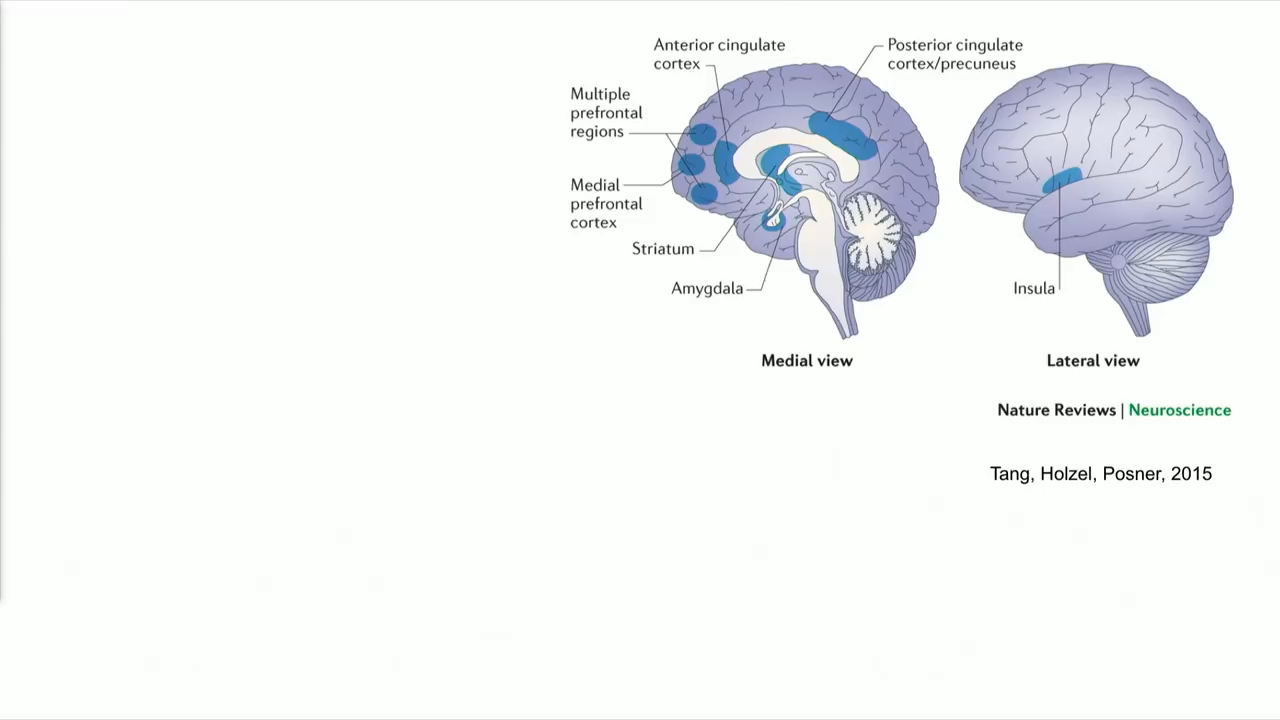 Anterior cingulate
cortex
Posterior cingulate
cortex/precuneus
Multiple
prefrontal
regions
Medial
prefrontal
cortex
Striatum
Amygdala
Insula
Medial view
Lateral view
Nature Reviews | Neuroscience
Tang, Holzel, Posner, 2015